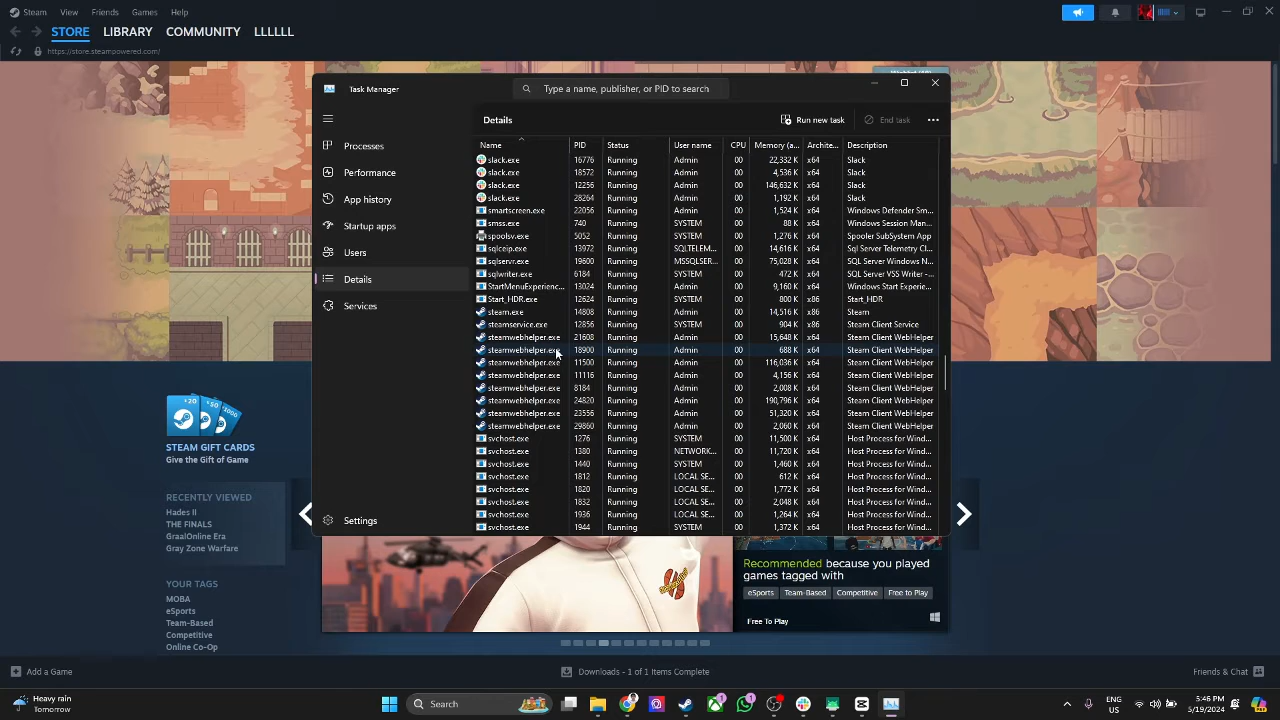 Steam View Friends Games Help
STORE LIBRARY COMMUNITY LLLLLL
https://store.steampowered.com/
Task Manager
Type a name, publisher, or PID to search
Details
Run new task
End task
Processes
Performance
App history
Startup apps
Users
Details
Services
Settings
Name PID Status User name CPU Memory (a... Archite... Description
slack.exe 16776 Running Admin 00 22,332 K x64 Slack
slack.exe 18572 Running Admin 00 4,536 K x64 Slack
slack.exe 12256 Running Admin 00 146,632 K x64 Slack
slack.exe 28264 Running Admin 00 1,192 K x64 Slack
smartscreen.exe 22056 Running Admin 00 1,524 K x64 Windows Defender Sm...
smss.exe 740 Running SYSTEM 00 88 K x64 Windows Session Man...
spoolsv.exe 5052 Running SYSTEM 00 1,276 K x64 Spooler SubSystem App
sqlceip.exe 13972 Running SQLTELEM... 00 14,616 K x64 Sql Server Telemetry Cl...
sqlservr.exe 19600 Running MSSQLSER... 00 75,028 K x64 SQL Server Windows N...
sqlwriter.exe 6184 Running SYSTEM 00 472 K x64 SQL Server VSS Writer -...
StartMenuExperienc... 13024 Running Admin 00 9,160 K x64 Windows Start Experie...
Start_HDR.exe 12624 Running SYSTEM 00 800 K x86 Start_HDR
steam.exe 14808 Running Admin 00 14,516 K x86 Steam
steamservice.exe 12856 Running SYSTEM 00 904 K x86 Steam Client Service
steamwebhelper.exe 21608 Running Admin 00 15,648 K x64 Steam Client WebHelper
steamwebhelper.exe 18900 Running Admin 00 688 K x64 Steam Client WebHelper
steamwebhelper.exe 11500 Running Admin 00 116,036 K x64 Steam Client WebHelper
steamwebhelper.exe 11116 Running Admin 00 4,156 K x64 Steam Client WebHelper
steamwebhelper.exe 8184 Running Admin 00 2,008 K x64 Steam Client WebHelper
steamwebhelper.exe 24820 Running Admin 00 190,796 K x64 Steam Client WebHelper
steamwebhelper.exe 23556 Running Admin 00 51,320 K x64 Steam Client WebHelper
steamwebhelper.exe 29860 Running Admin 00 2,060 K x64 Steam Client WebHelper
svchost.exe 1276 Running SYSTEM 00 11,500 K x64 Host Process for Wind...
svchost.exe 1380 Running NETWORK... 00 11,720 K x64 Host Process for Wind...
svchost.exe 1440 Running SYSTEM 00 1,460 K x64 Host Process for Wind...
svchost.exe 1812 Running LOCAL SE... 00 612 K x64 Host Process for Wind...
svchost.exe 1820 Running LOCAL SE... 00 1,772 K x64 Host Process for Wind...
svchost.exe 1832 Running LOCAL SE... 00 2,048 K x64 Host Process for Wind...
svchost.exe 1936 Running LOCAL SE... 00 1,264 K x64 Host Process for Wind...
svchost.exe 1944 Running SYSTEM 00 1,372 K x64 Host Process for Wind...
STEAM GIFT CARDS
Give the Gift of Game
RECENTLY VIEWED
Hades II
THE FINALS
GraalOnline Era
Gray Zone Warfare
YOUR TAGS
MOBA
eSports
Team-Based
Competitive
Online Co-Op
Recommended because you played
games tagged with
eSports Team-Based Competitive Free to Play
Free To Play
Add a Game
Downloads - 1 of 1 Items Complete
Friends & Chat
Heavy rain
Tomorrow
Search
ENG
US
5:46 PM
5/19/2024